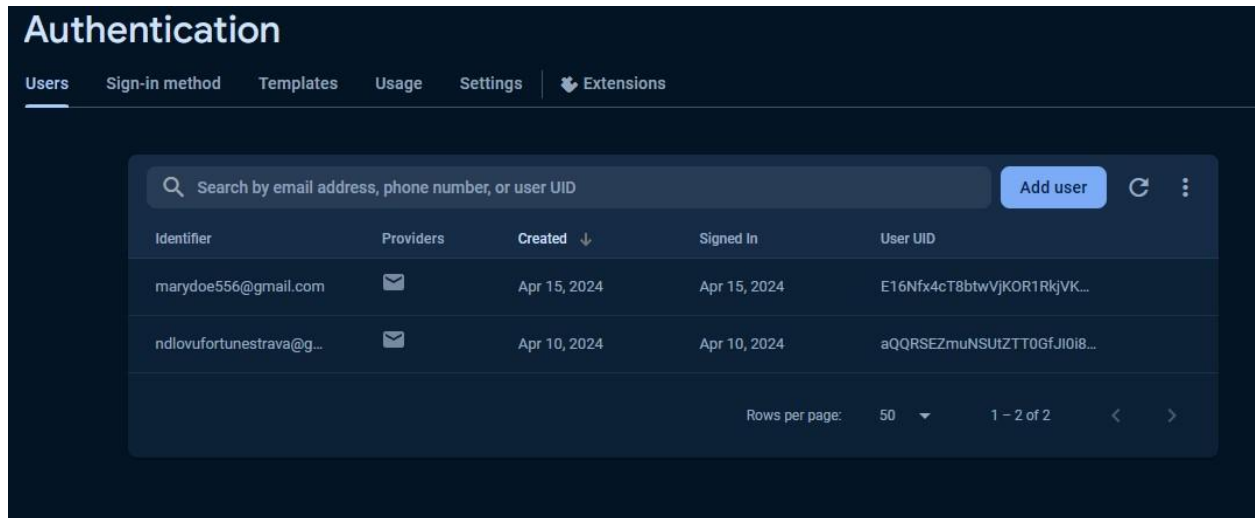 Authentication
Users Sign-in method Templates Usage Settings Extensions
Search by email address, phone number, or user UID Add user
Identifier Providers Created Signed In User UID
marydoe556@gmail.com Apr 15, 2024 Apr 15, 2024 E16Nfx4cT8btwVjKOR1RkjVK...
ndlovufortunestrava@g... Apr 10, 2024 Apr 10, 2024 aQQRSEZmuNSUtZTT0GfJI0i8...
Rows per page: 50 1 – 2 of 2